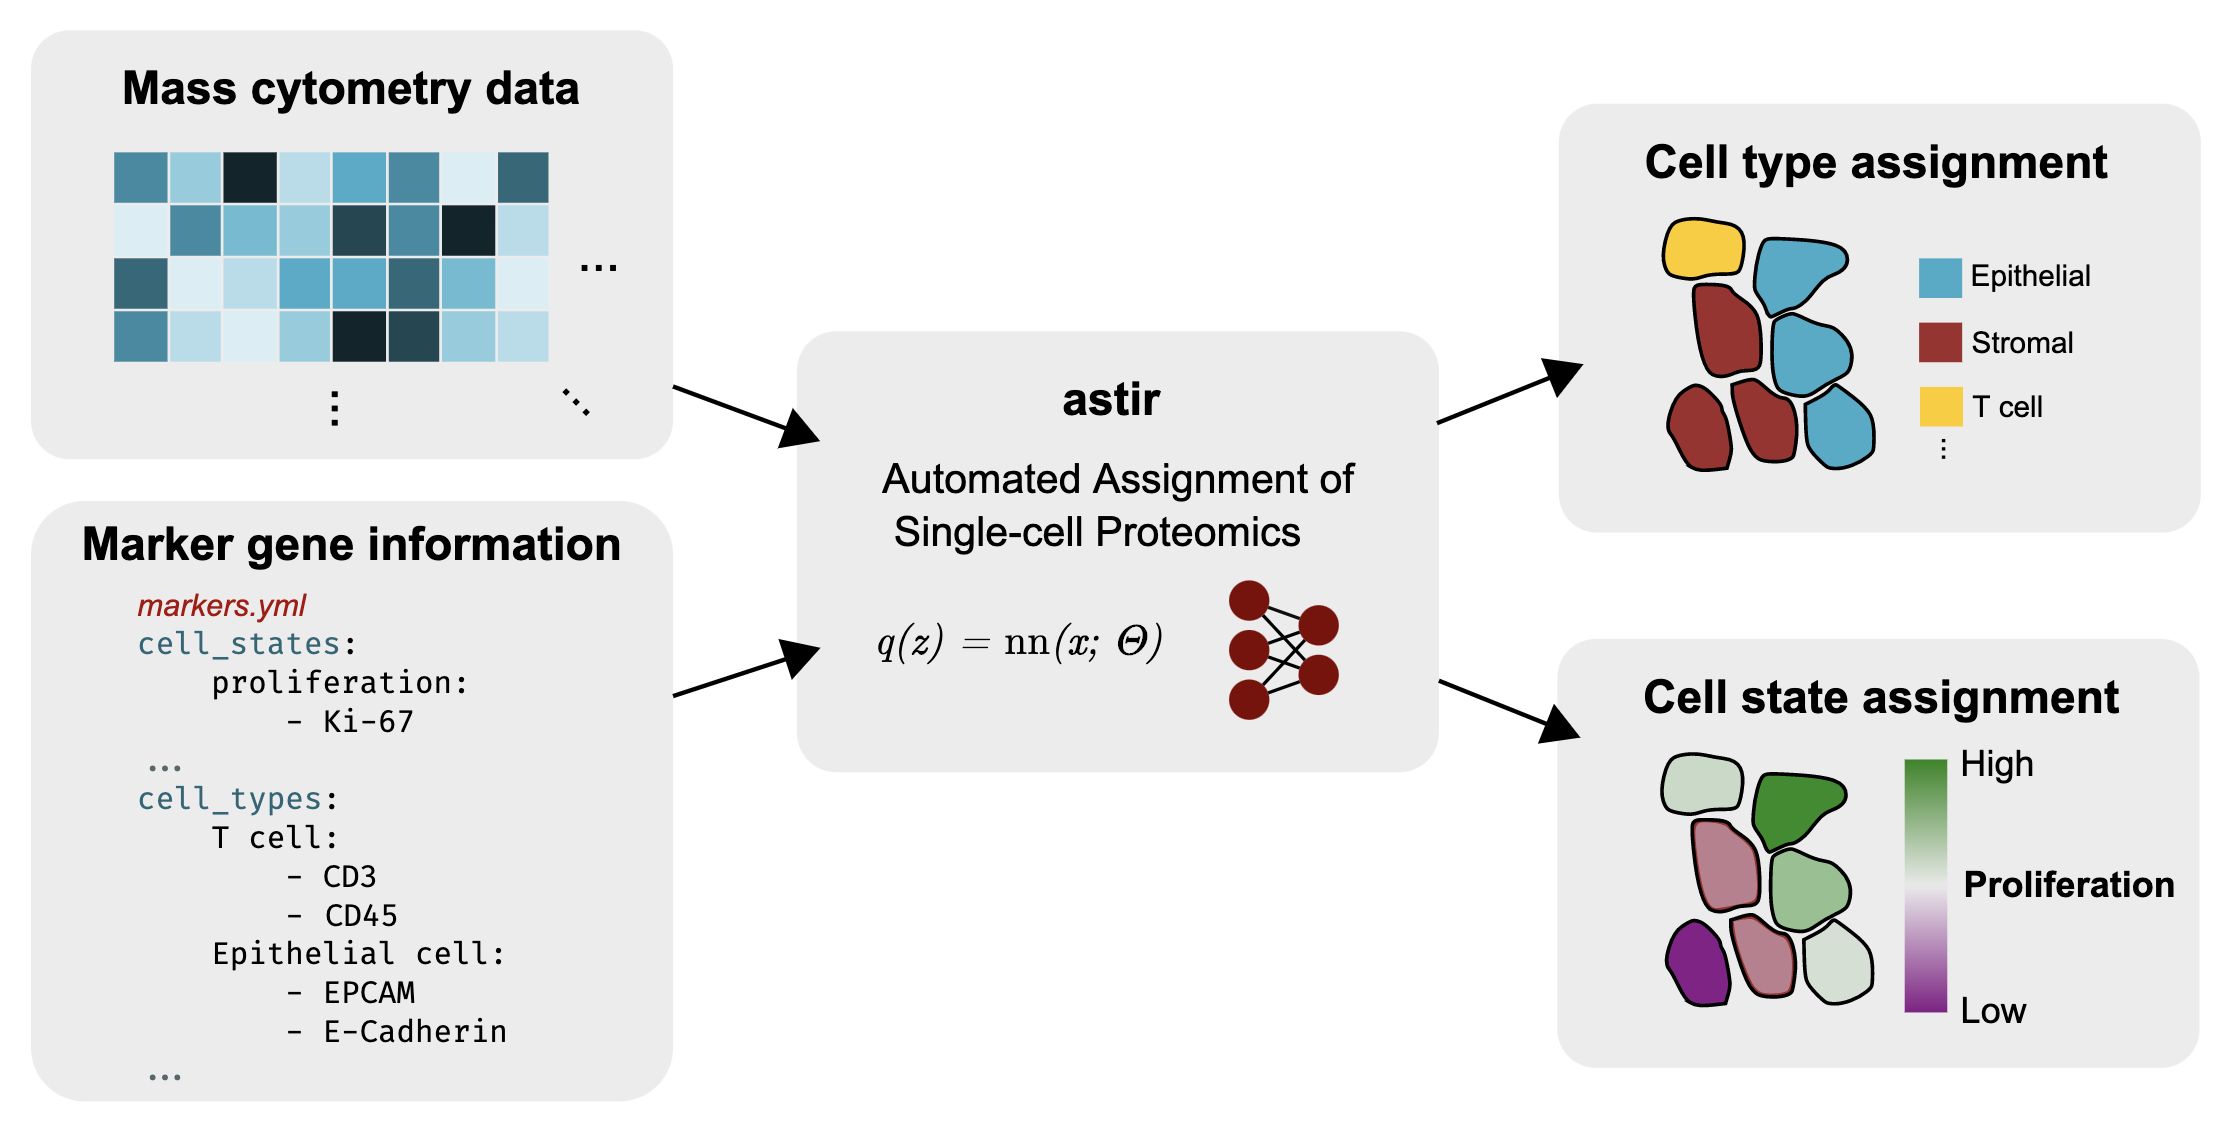 Mass cytometry data
...
⋮
⋱
Marker gene information
markers.yml
cell_states:
proliferation:
- Ki-67
...
cell_types:
T cell:
- CD3
- CD45
Epithelial cell:
- EPCAM
- E-Cadherin
...
astir
Automated Assignment of
Single-cell Proteomics
q(z) = nn(x; Θ)
Cell type assignment
Epithelial
Stromal
T cell
⋮
Cell state assignment
High
Proliferation
Low